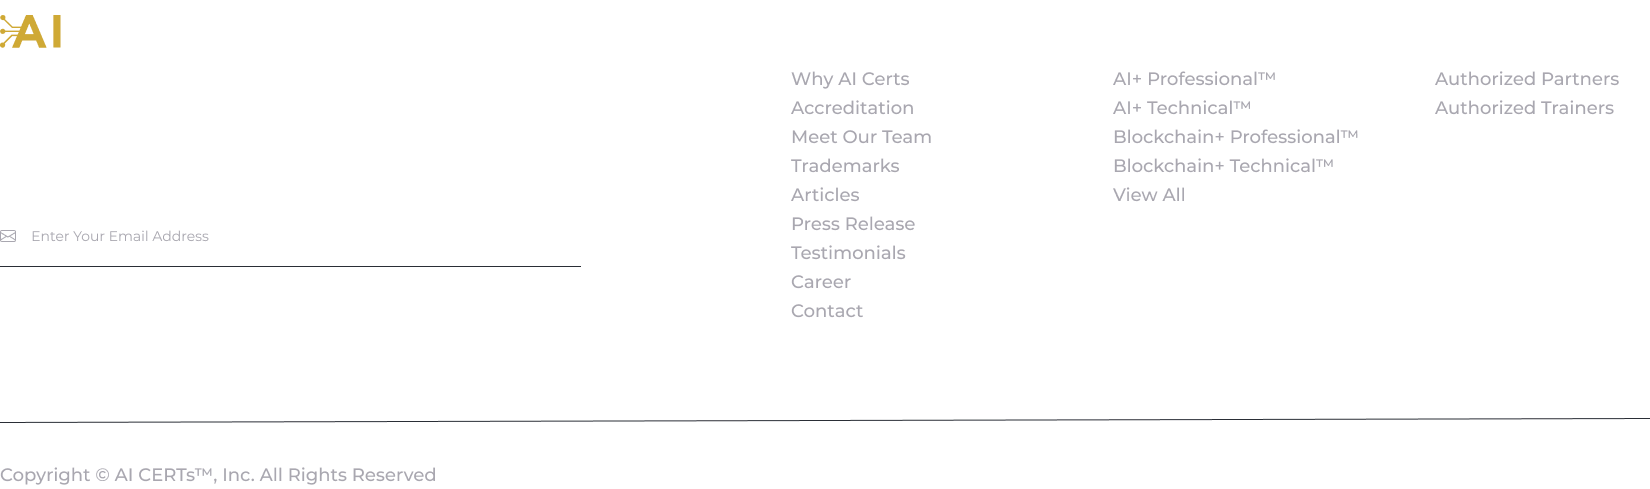 AI
Why AI Certs
Accreditation
Meet Our Team
Trademarks
Articles
Press Release
Testimonials
Career
Contact
AI+ Professional™
AI+ Technical™
Blockchain+ Professional™
Blockchain+ Technical™
View All
Authorized Partners
Authorized Trainers
Enter Your Email Address
Copyright © AI CERTs™, Inc. All Rights Reserved